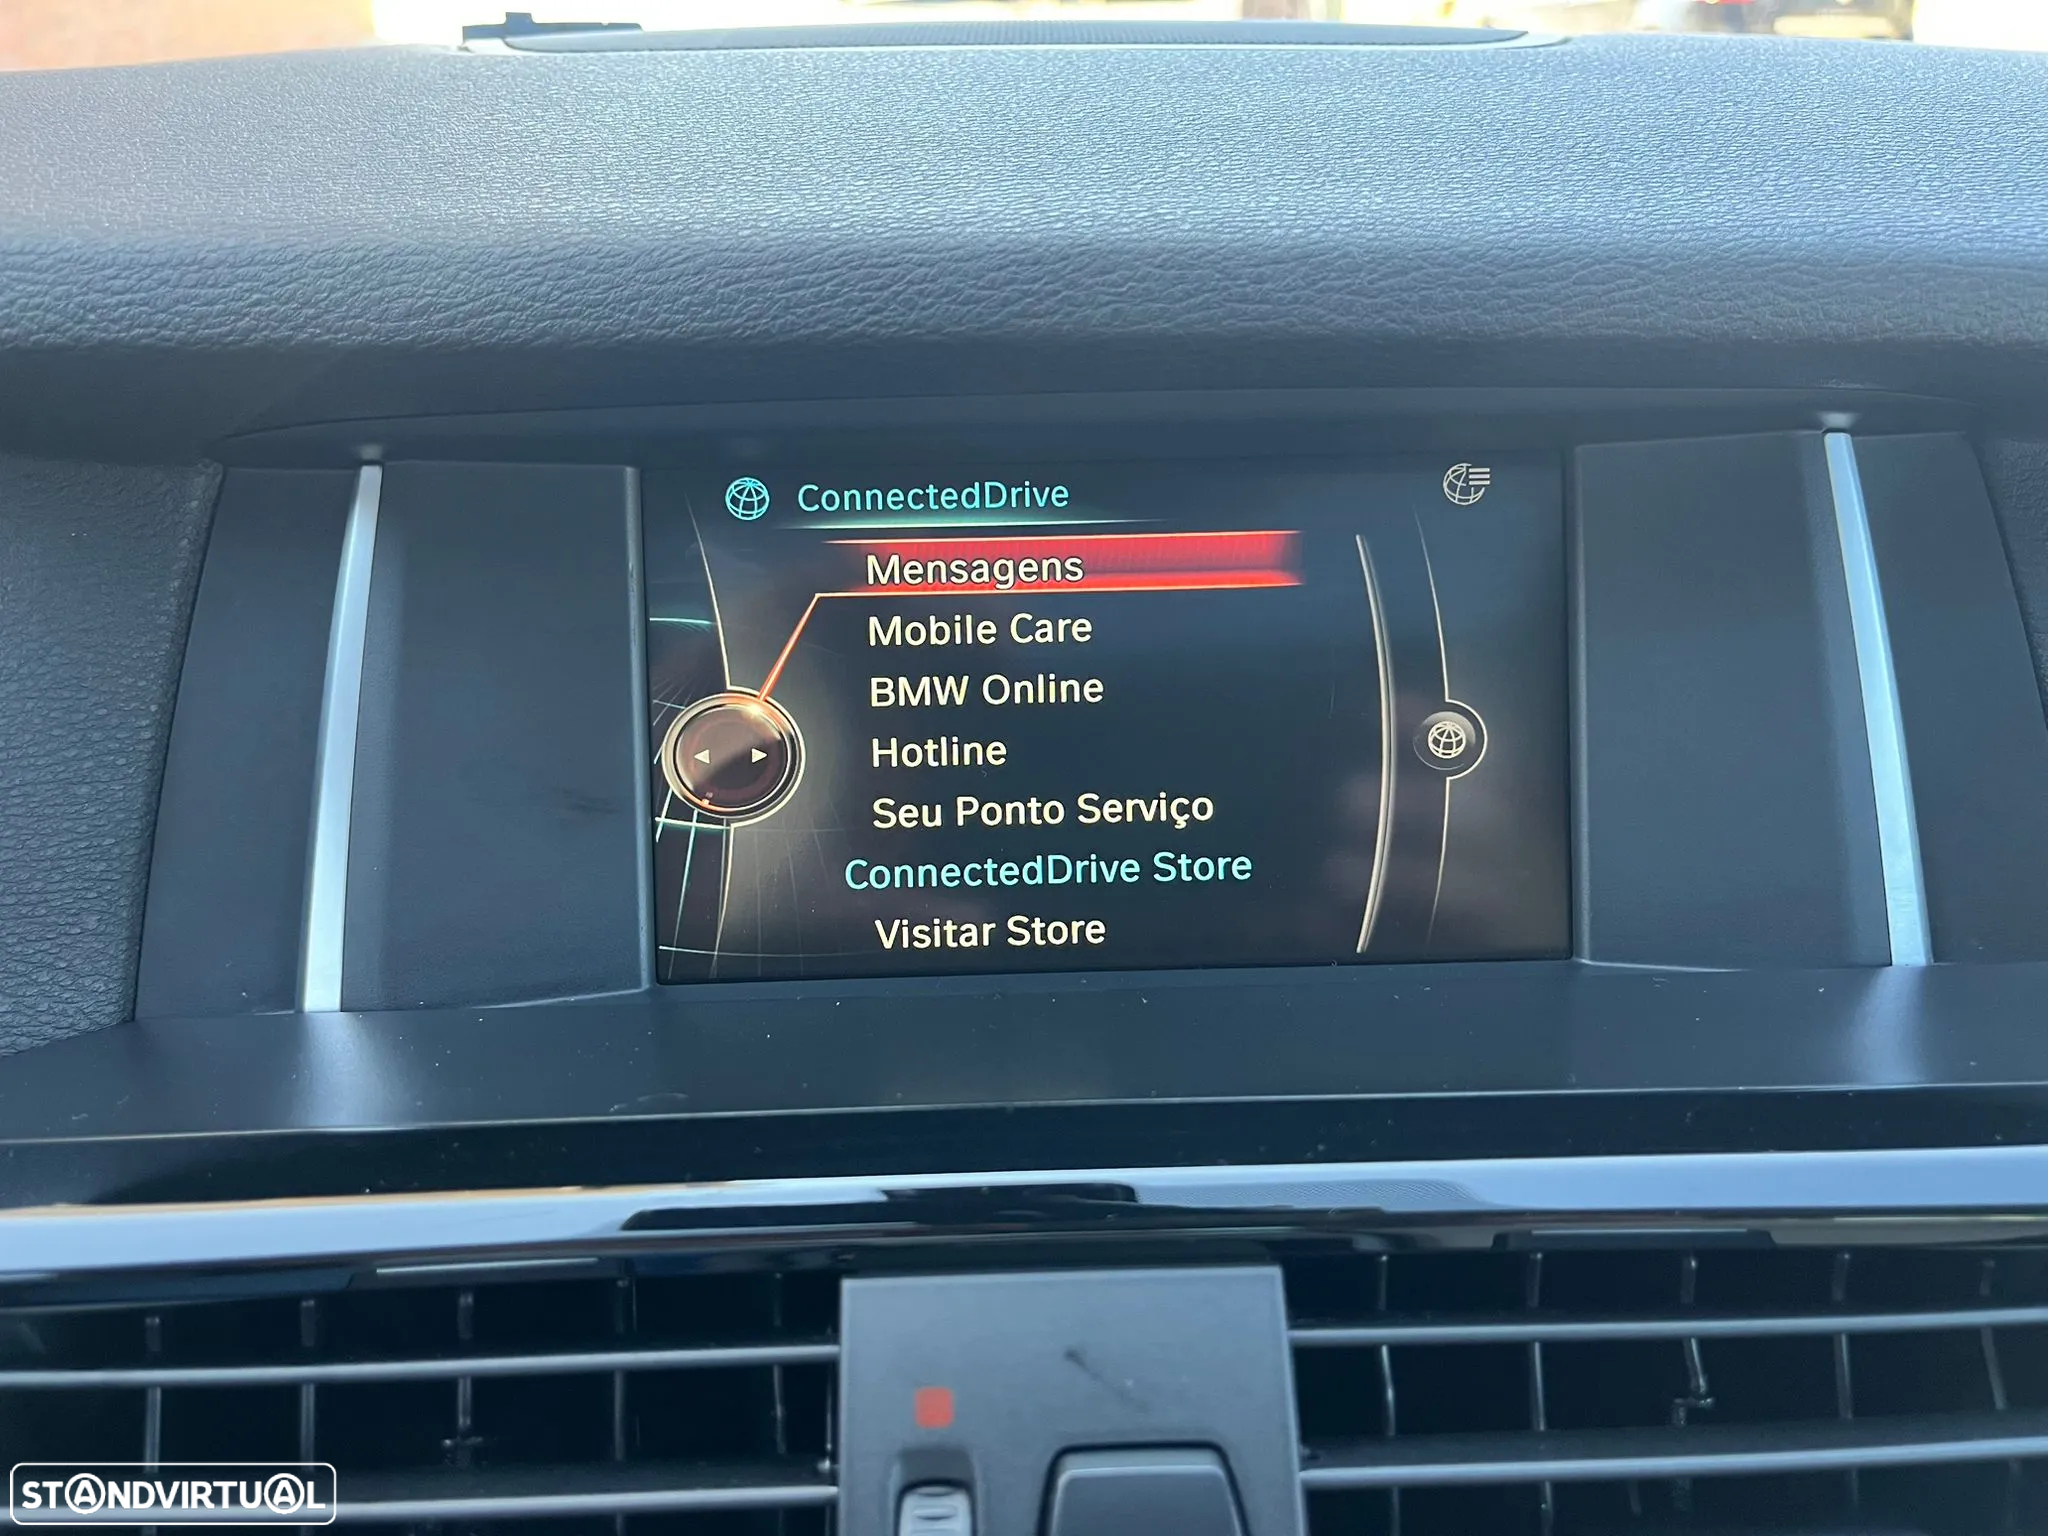 ConnectedDrive
Mensagens
Mobile Care
BMW Online
Hotline
Seu Ponto Serviço
ConnectedDrive Store
Visitar Store
STANDVIRTUAL